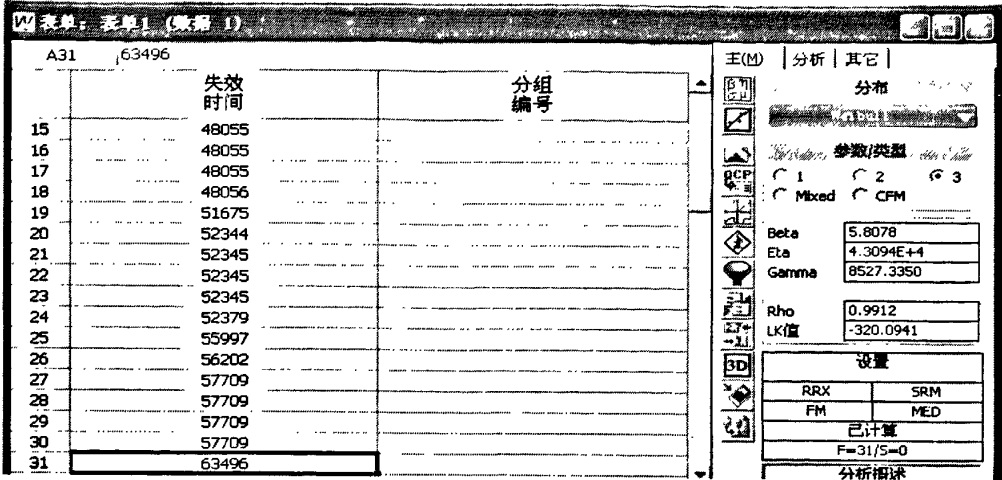 表单：表单1 (数据 1)
A31 63496
失效时间 分组编号
15 48055
16 48055
17 48055
18 48056
19 51675
20 52344
21 52345
22 52345
23 52345
24 52379
25 55997
26 56202
27 57709
28 57709
29 57709
30 57709
31 63496
主(M) 分析 其它
分布
参数/类型
1 2 3
Mixed CFM
Beta 5.8078
Eta 4.3094E+4
Gamma 8527.3350
Rho 0.9912
LK值 -320.0941
设置
RRX SRM
FM MED
已计算
F=31/S=0
分析概述
QCP
3D